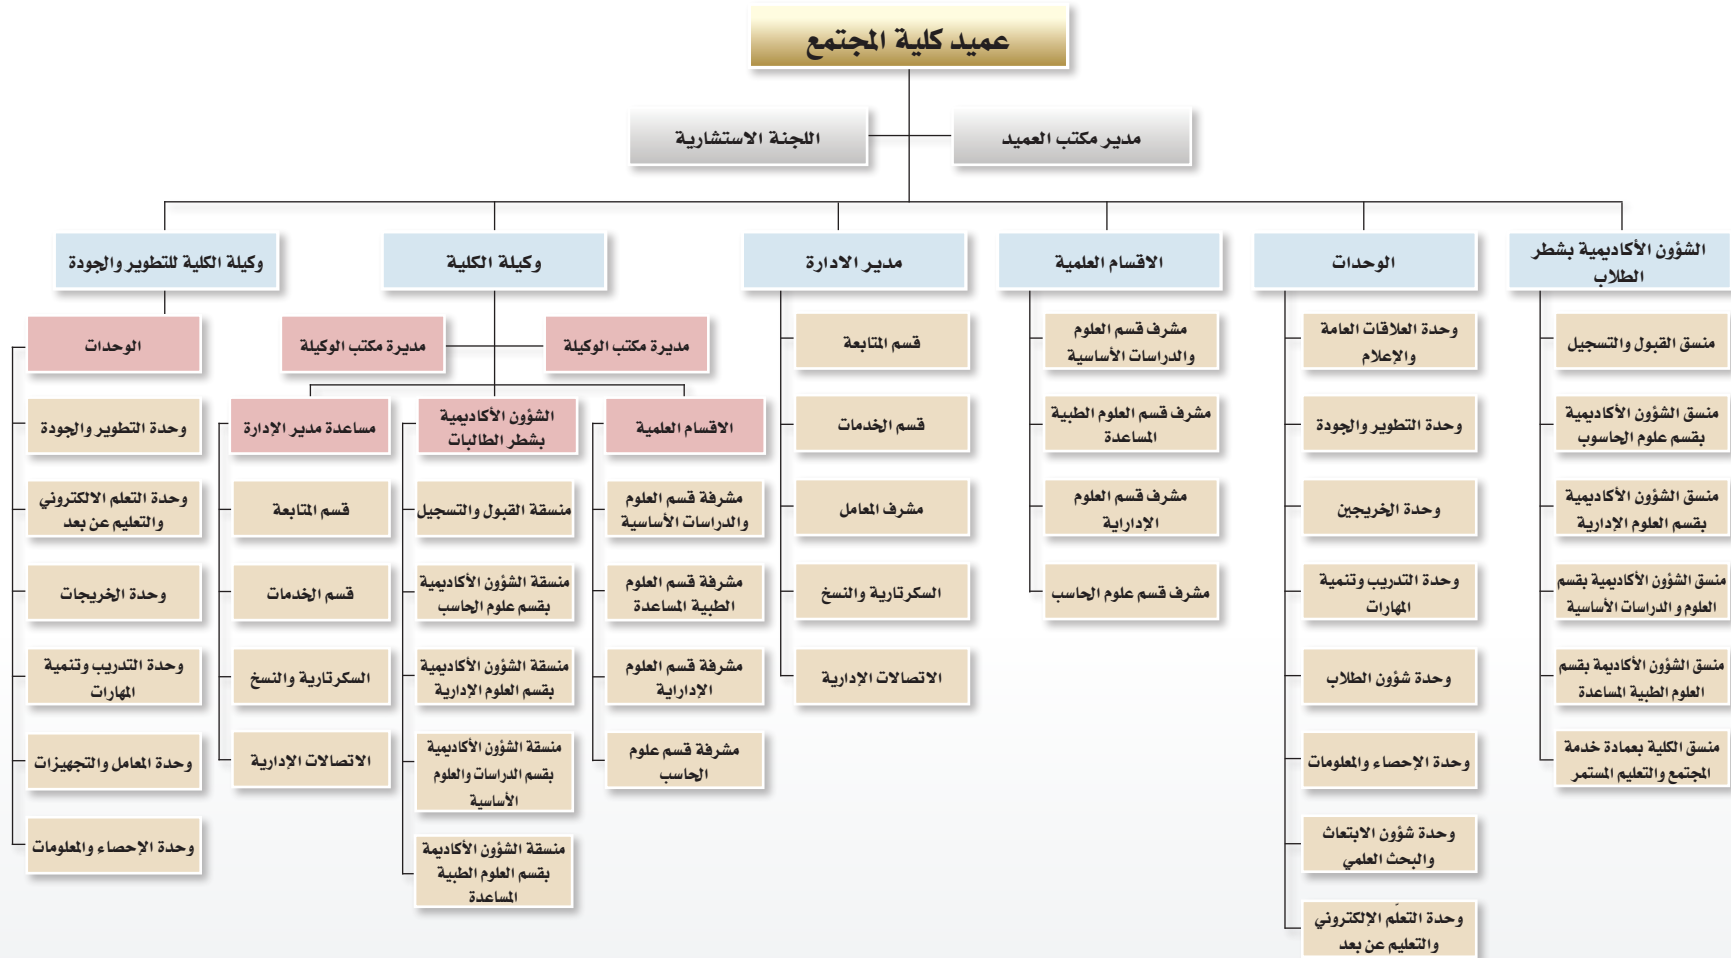 عميد كلية المجتمع
مدير مكتب العميد
اللجنة الاستشارية
الشؤون الأكاديمية بشطر
الطلاب
منسق القبول والتسجيل
منسق الشؤون الأكاديمية
بقسم علوم الحاسوب
منسق الشؤون الأكاديمية
بقسم العلوم الإدارية
منسق الشؤون الأكاديمية بقسم
العلوم و الدراسات الأساسية
منسق الشؤون الأكاديمة بقسم
العلوم الطبية المساعدة
منسق الكلية بعمادة خدمة
المجتمع والتعليم المستمر
الوحدات
وحدة العلاقات العامة
والإعلام
وحدة التطوير والجودة
وحدة الخريجين
وحدة التدريب وتنمية
المهارات
وحدة شؤون الطلاب
وحدة الإحصاء والمعلومات
وحدة شؤون الابتعاث
والبحث العلمي
وحدة التعلّم الإلكتروني
والتعليم عن بعد
الاقسام العلمية
مشرف قسم العلوم
والدراسات الأساسية
مشرف قسم العلوم الطبية
المساعدة
مشرف قسم العلوم
الإداراية
مشرف قسم علوم الحاسب
مدير الادارة
قسم المتابعة
قسم الخدمات
مشرف المعامل
السكرتارية والنسخ
الاتصالات الإدارية
وكيلة الكلية
مديرة مكتب الوكيلة
مديرة مكتب الوكيلة
الاقسام العلمية
مشرفة قسم العلوم
والدراسات الأساسية
مشرفة قسم العلوم
الطبية المساعدة
مشرفة قسم العلوم
الإداراية
مشرفة قسم علوم
الحاسب
الشؤون الأكاديمية
بشطر الطالبات
منسقة القبول والتسجيل
منسقة الشؤون الأكاديمية
بقسم علوم الحاسب
منسقة الشؤون الأكاديمية
بقسم العلوم الإدارية
منسقة الشؤون الأكاديمية
بقسم الدراسات والعلوم
الأساسية
منسقة الشؤون الأكاديمة
بقسم العلوم الطبية
المساعدة
مساعدة مدير الإدارة
قسم المتابعة
قسم الخدمات
السكرتارية والنسخ
الاتصالات الإدارية
وكيلة الكلية للتطوير والجودة
الوحدات
وحدة التطوير والجودة
وحدة التعلم الالكتروني
والتعليم عن بعد
وحدة الخريجات
وحدة التدريب وتنمية
المهارات
وحدة المعامل والتجهيزات
وحدة الإحصاء والمعلومات